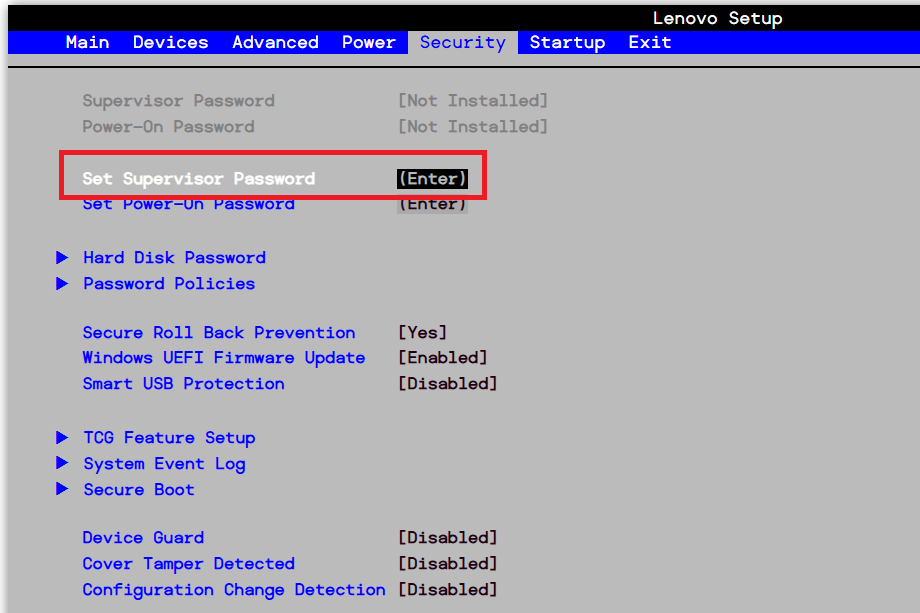 Lenovo Setup
Main Devices Advanced Power Security Startup Exit
Supervisor Password [Not Installed]
Power-On Password [Not Installed]
Set Supervisor Password (Enter)
Set Power-On Password (Enter)
Hard Disk Password
Password Policies
Secure Roll Back Prevention [Yes]
Windows UEFI Firmware Update [Enabled]
Smart USB Protection [Disabled]
TCG Feature Setup
System Event Log
Secure Boot
Device Guard [Disabled]
Cover Tamper Detected [Disabled]
Configuration Change Detection [Disabled]